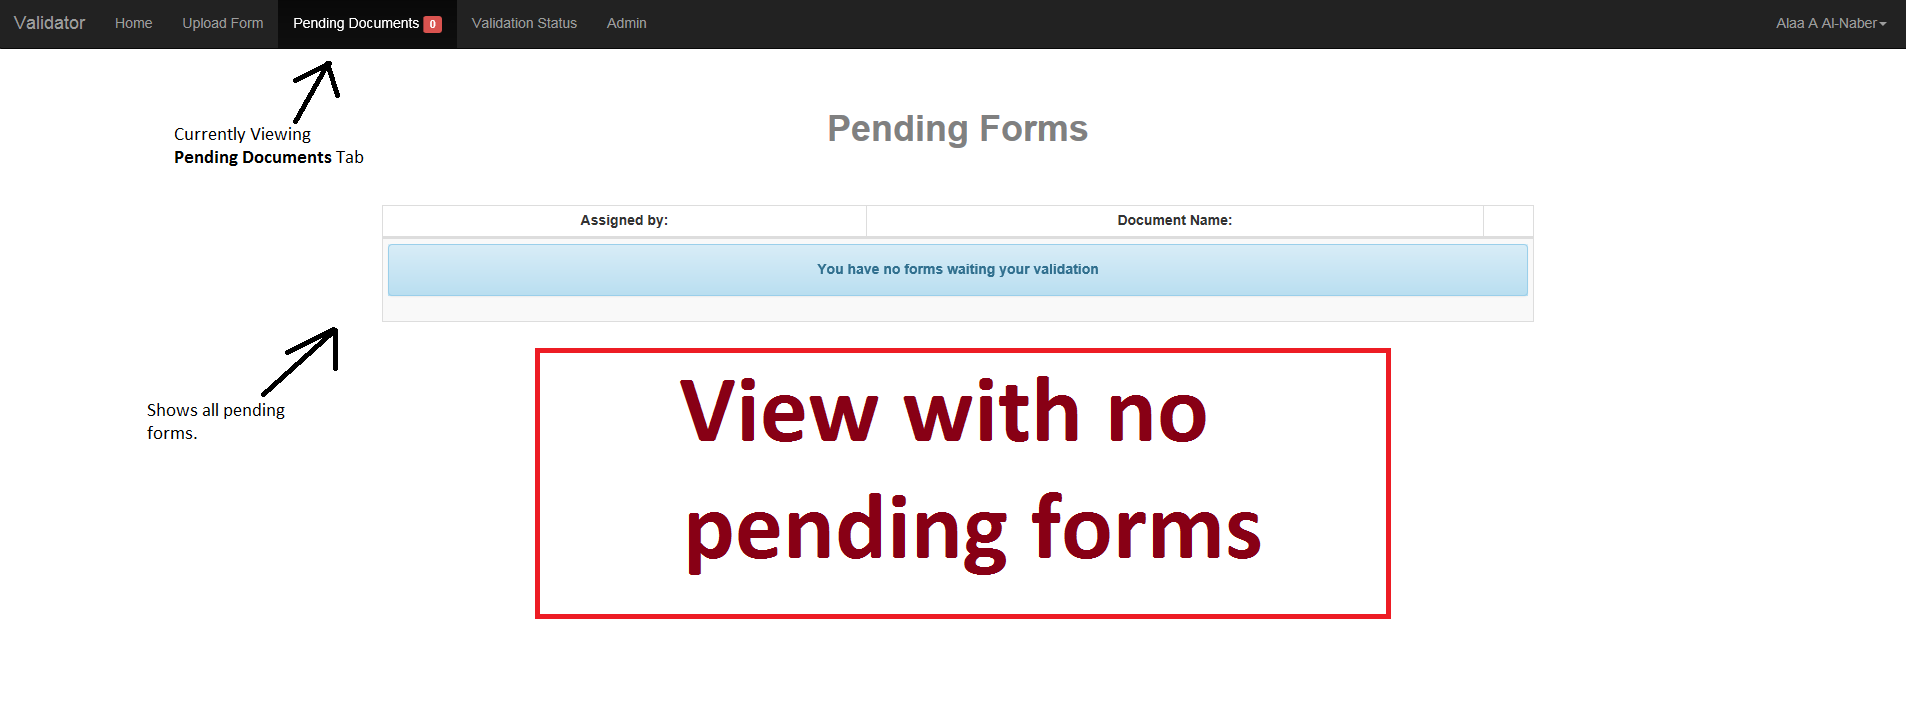 Validator Home Upload Form Pending Documents 0 Validation Status Admin Alaa A Al-Naber
Currently Viewing
Pending Documents Tab
Pending Forms
Assigned by: Document Name:
You have no forms waiting your validation
Shows all pending
forms.
View with no
pending forms